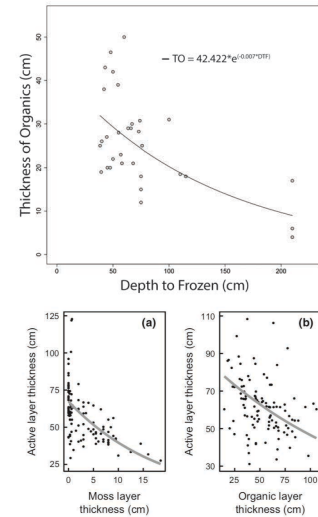 50
40
30
20
10
0
Thickness of Organics (cm)
— TO = 42.422*e(-0.007*DTF)
0
50
100
150
200
Depth to Frozen (cm)
(a)
125
100
75
50
25
Active layer thickness (cm)
0
5
10
15
Moss layer
thickness (cm)
(b)
110
90
70
50
30
Active layer thickness (cm)
25
50
75
100
Organic layer
thickness (cm)